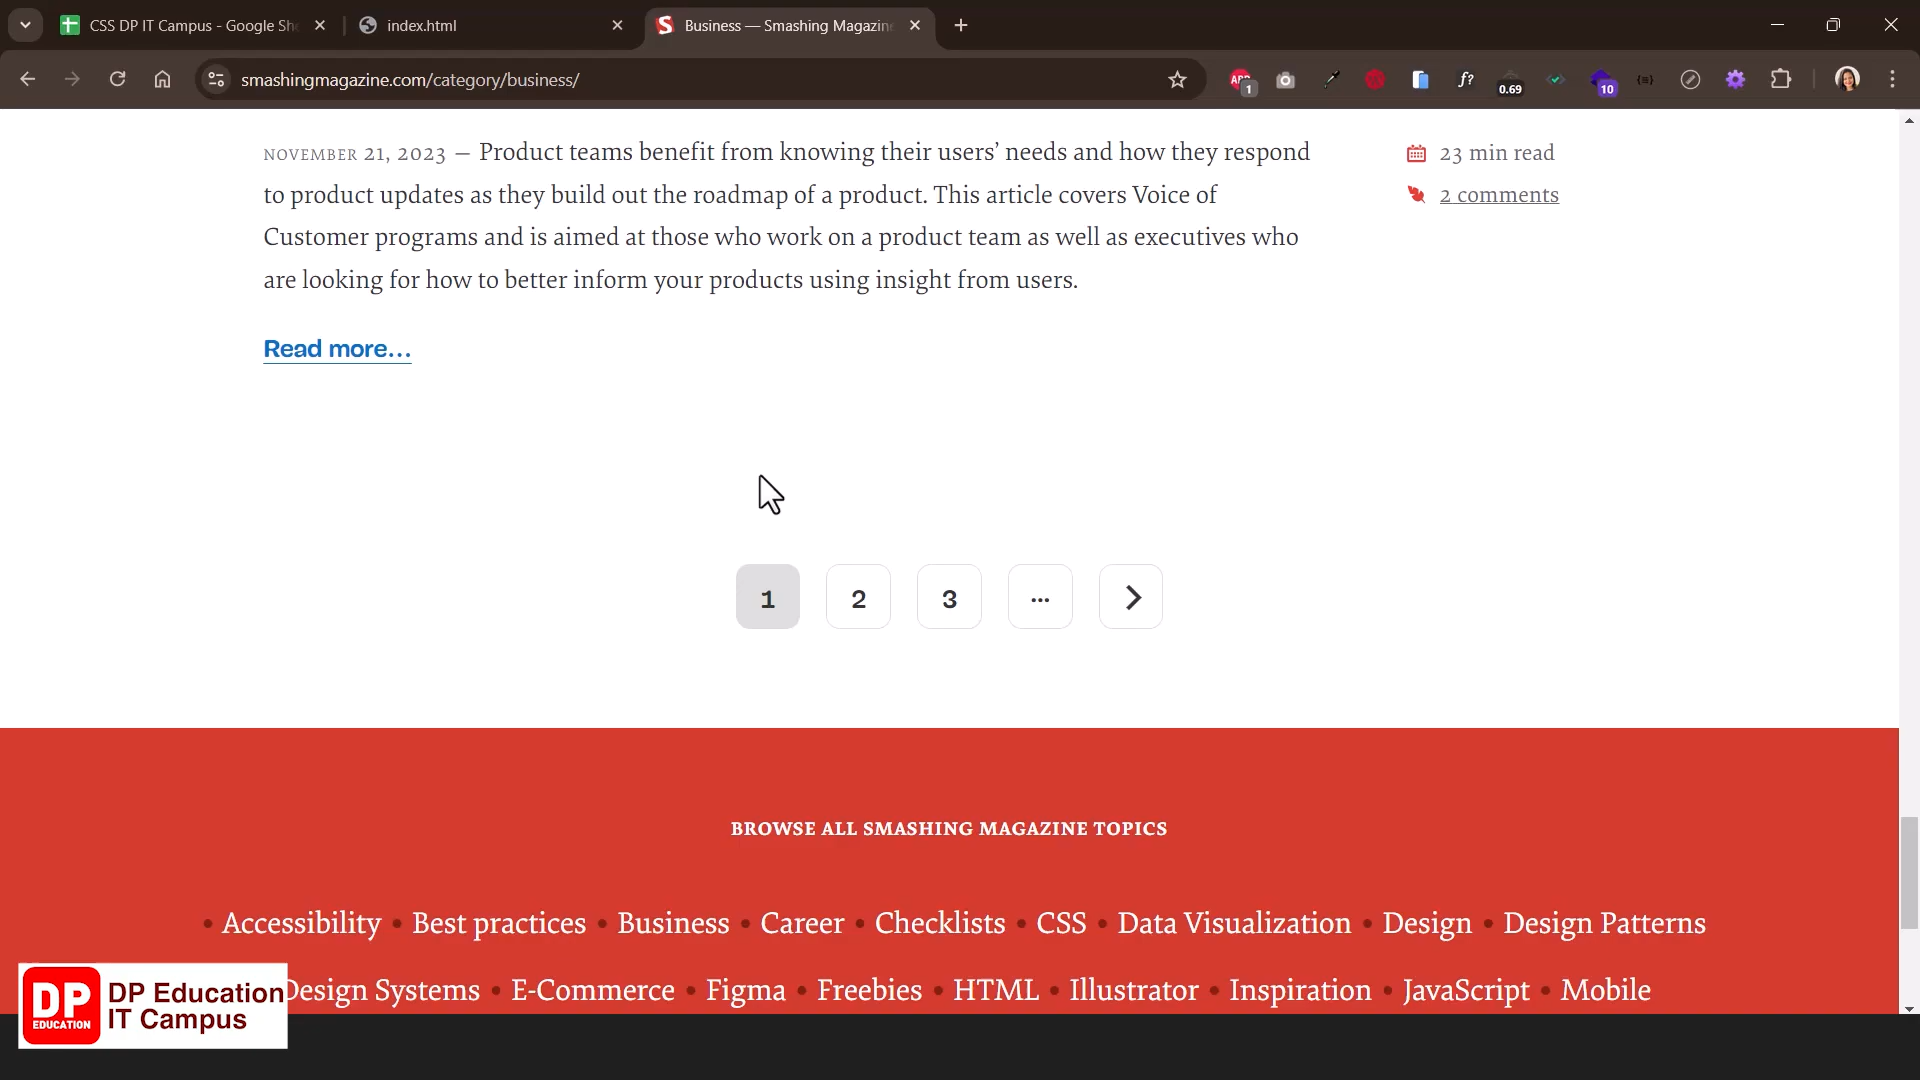 CSS DP IT Campus - Google She
index.html
Business — Smashing Magazine
smashingmagazine.com/category/business/
ABP
1
f?
0.69
10
NOVEMBER 21, 2023 — Product teams benefit from knowing their users’ needs and how they respond
to product updates as they build out the roadmap of a product. This article covers Voice of
Customer programs and is aimed at those who work on a product team as well as executives who
are looking for how to better inform your products using insight from users.
23 min read
2 comments
Read more…
1
2
3
…
BROWSE ALL SMASHING MAGAZINE TOPICS
• Accessibility • Best practices • Business • Career • Checklists • CSS • Data Visualization • Design • Design Patterns
Design Systems • E-Commerce • Figma • Freebies • HTML • Illustrator • Inspiration • JavaScript • Mobile
DP
EDUCATION
DP Education
IT Campus